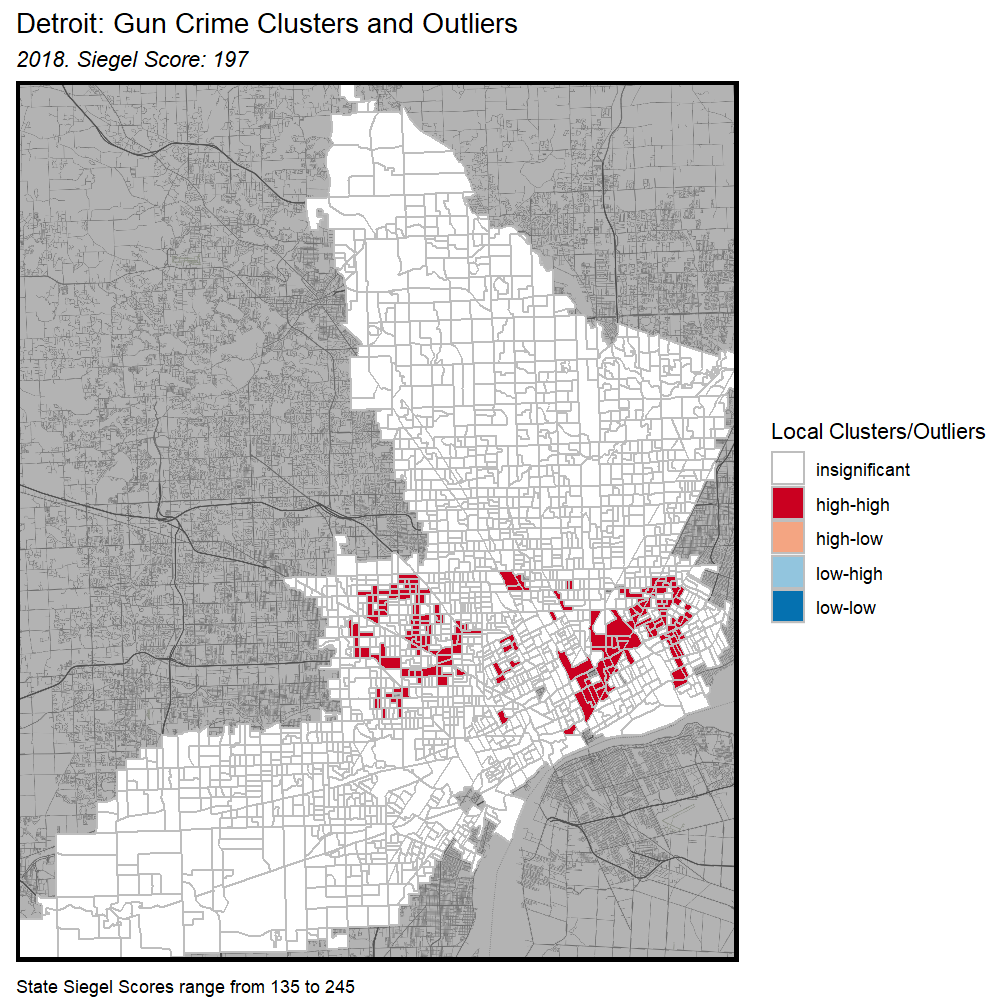 Detroit: Gun Crime Clusters and Outliers
2018. Siegel Score: 197
Local Clusters/Outliers
insignificant
high-high
high-low
low-high
low-low
State Siegel Scores range from 135 to 245